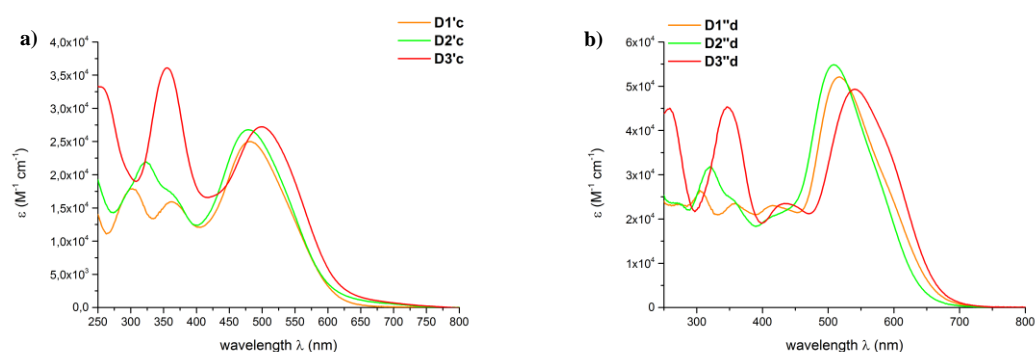 a)
D1'c
D2'c
D3'c
4,0x10⁴
3,5x10⁴
3,0x10⁴
2,5x10⁴
2,0x10⁴
1,5x10⁴
1,0x10⁴
5,0x10³
0,0
ε (M⁻¹ cm⁻¹)
250 300 350 400 450 500 550 600 650 700 750 800
wavelength λ (nm)
b)
D1''d
D2''d
D3''d
6x10⁴
5x10⁴
4x10⁴
3x10⁴
2x10⁴
1x10⁴
0
ε (M⁻¹ cm⁻¹)
300 400 500 600 700 800
wavelength λ (nm)